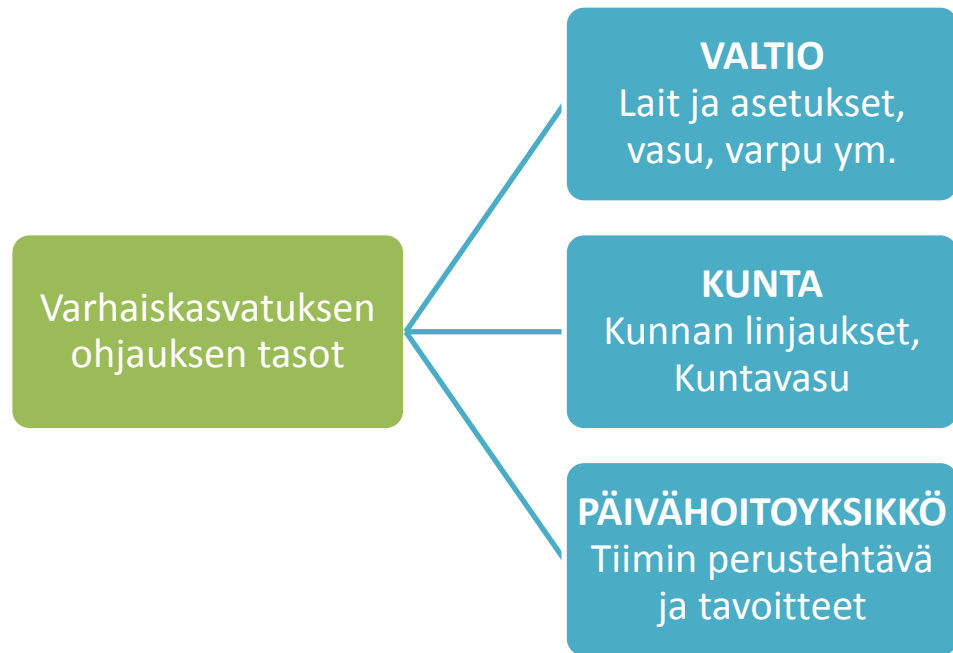 Varhaiskasvatuksen
ohjauksen tasot
VALTIO
Lait ja asetukset,
vasu, varpu ym.
KUNTA
Kunnan linjaukset,
Kuntavasu
PÄIVÄHOITOYKSIKKÖ
Tiimin perustehtävä
ja tavoitteet